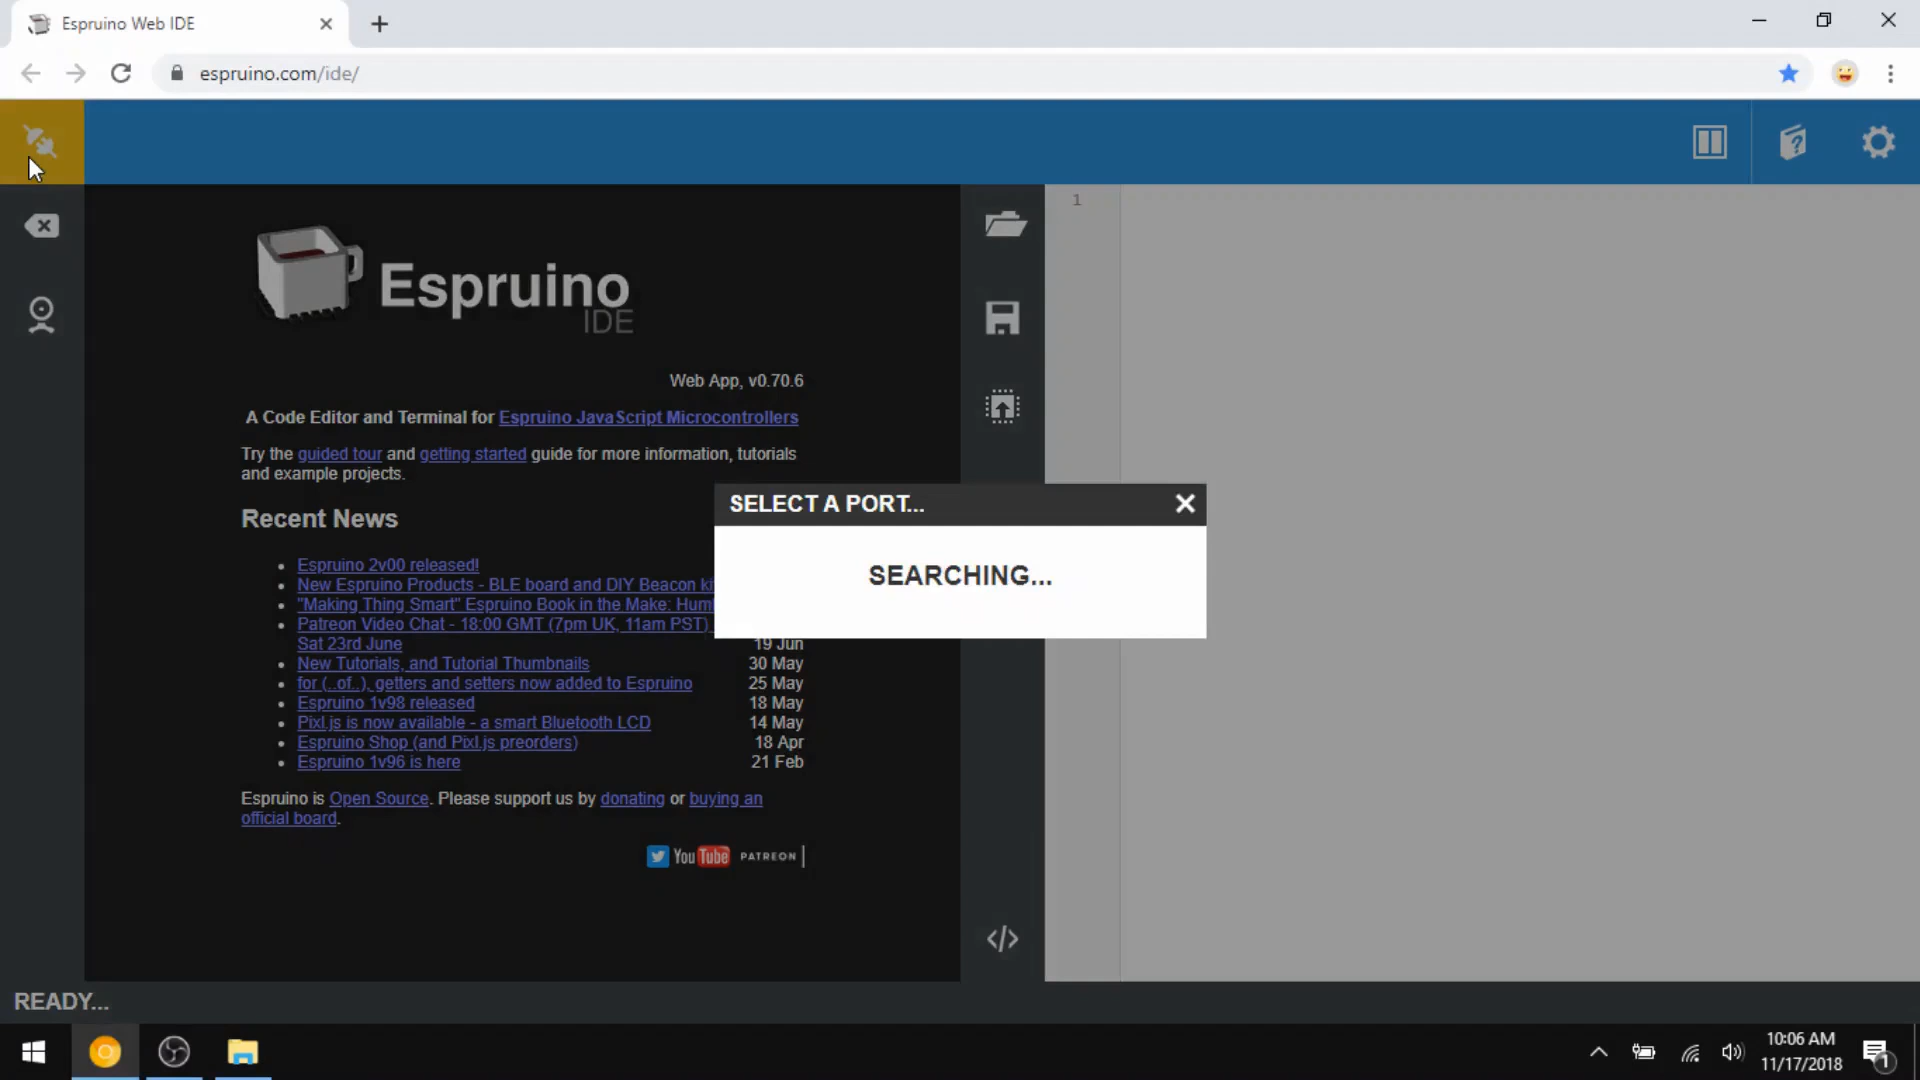 Espruino Web IDE
espruino.com/ide/
1
Espruino
IDE
Web App, v0.70.6
A Code Editor and Terminal for Espruino JavaScript Microcontrollers
Try the guided tour and getting started guide for more information, tutorials
and example projects.
SELECT A PORT...
SEARCHING...
Recent News
Espruino 2v00 released!
New Espruino Products - BLE board and DIY Beacon
"Making Thing Smart" Espruino Book in the Make:
Patreon Video Chat - 18:00 GMT (7pm UK, 11am PST)
Sat 23rd June 19 Jun
New Tutorials, and Tutorial Thumbnails 30 May
for (..of..), getters and setters now added to Espruino 25 May
Espruino 1v98 released 18 May
Pixl.js is now available - a smart Bluetooth LCD 14 May
Espruino Shop (and Pixl.js preorders) 18 Apr
Espruino 1v96 is here 21 Feb
Espruino is Open Source. Please support us by donating or buying an
official board.
YouTube PATREON
READY...
10:06 AM
11/17/2018
1